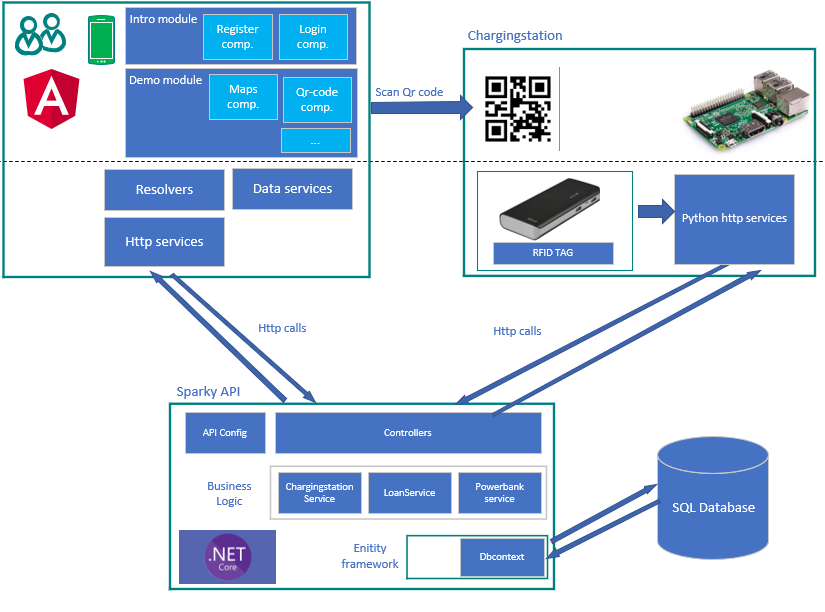 Intro module
Register
comp.
Login
comp.
Demo module
Maps
comp.
Qr-code
comp.
...
Scan Qr code
Chargingstation
Resolvers
Data services
Http services
RFID TAG
Python http services
Http calls
Http calls
Sparky API
API Config
Controllers
Business
Logic
Chargingstation
Service
LoanService
Powerbank
service
.NET
Core
Enitity
framework
Dbcontext
SQL Database